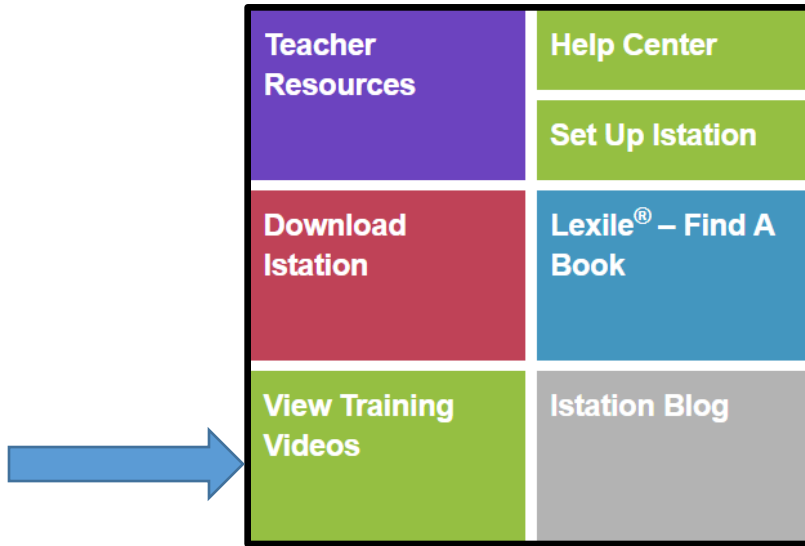 Teacher
Resources
Help Center
Set Up Istation
Download
Istation
Lexile® – Find A
Book
View Training
Videos
Istation Blog